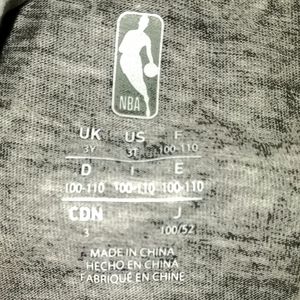 NBA
UK US F
3Y 3T 100-110
D I E
100-110 100-110 100-110
CDN J
3 100/52
MADE IN CHINA
HECHO EN CHINA
FABRIQUÉ EN CHINE